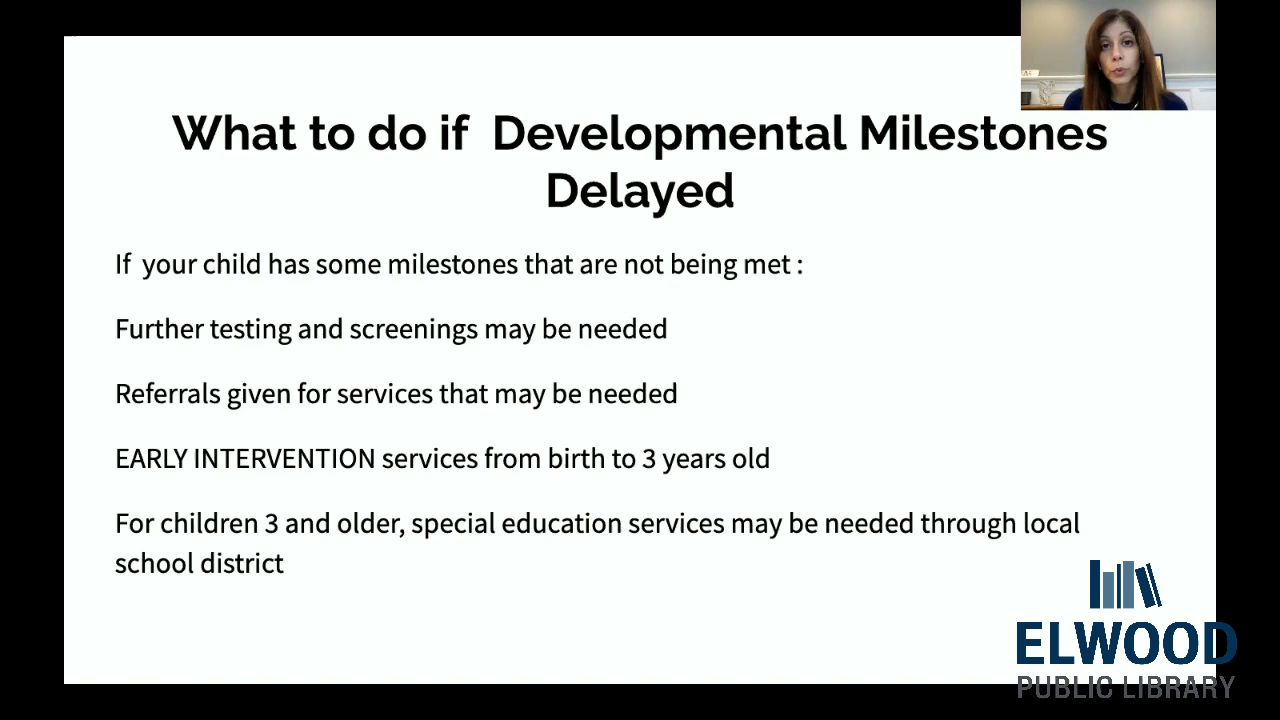 What to do if  Developmental Milestones
Delayed
If  your child has some milestones that are not being met :
Further testing and screenings may be needed
Referrals given for services that may be needed
EARLY INTERVENTION services from birth to 3 years old
For children 3 and older, special education services may be needed through local
school district
ELWOOD
PUBLIC LIBRARY